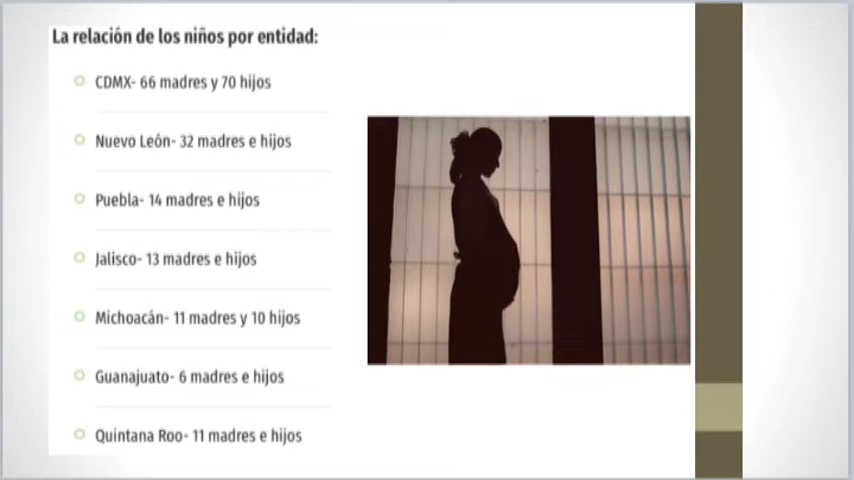 La relación de los niños por entidad:
CDMX- 66 madres y 70 hijos
Nuevo León- 32 madres e hijos
Puebla- 14 madres e hijos
Jalisco- 13 madres e hijos
Michoacán- 11 madres y 10 hijos
Guanajuato- 6 madres e hijos
Quintana Roo- 11 madres e hijos